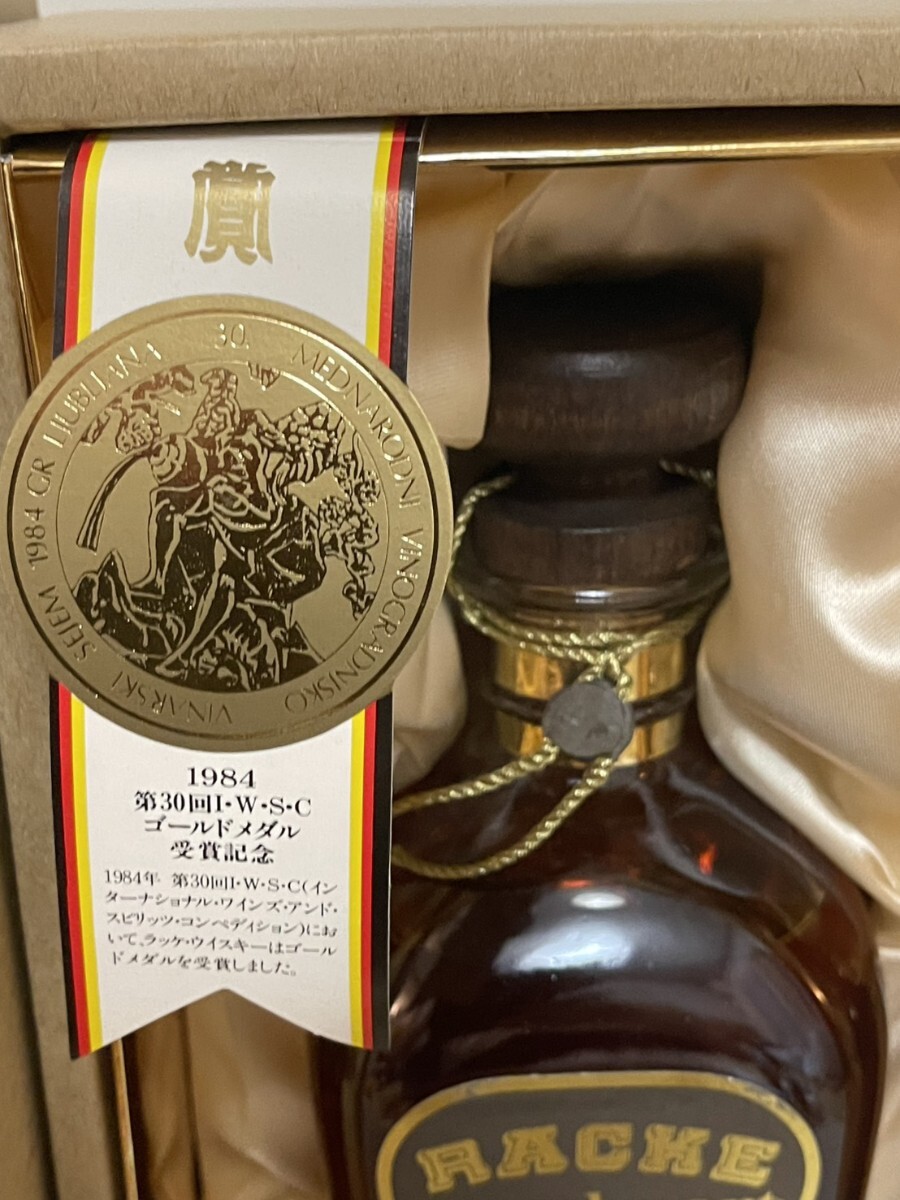 賞
30. MEDNARODNI VINOGRADNIŠKO VINARSKI SEJEM 1984 GR LJUBLJANA
1984
第30回I・W・S・C
ゴールドメダル
受賞記念
1984年 第30回I・W・S・C(イン
ターナショナル・ワインズ・アンド・
スピリッツ・コンペディション)にお
いて、ラッケ・ウイスキーはゴール
ドメダルを受賞しました。
RACKE